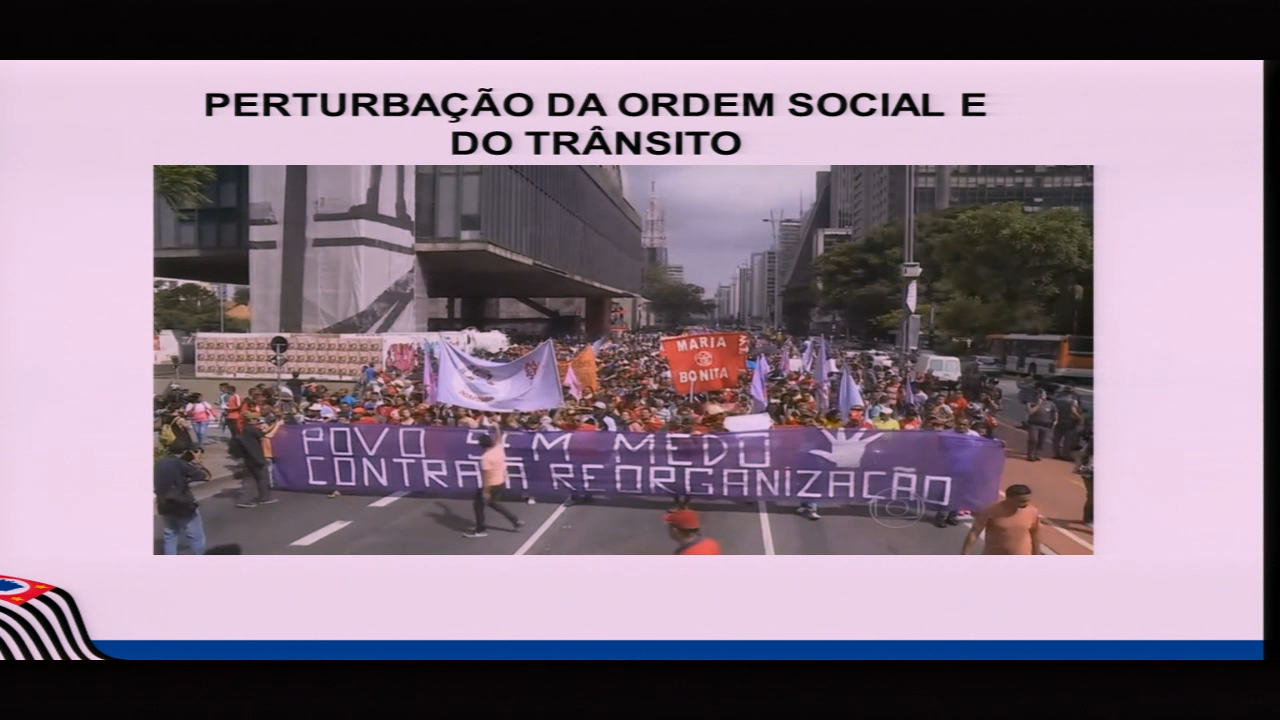 PERTURBAÇÃO DA ORDEM SOCIAL E
DO TRÂNSITO
MARIA
BONITA
POVO SEM MEDO
CONTRA A REORGANIZAÇÃO